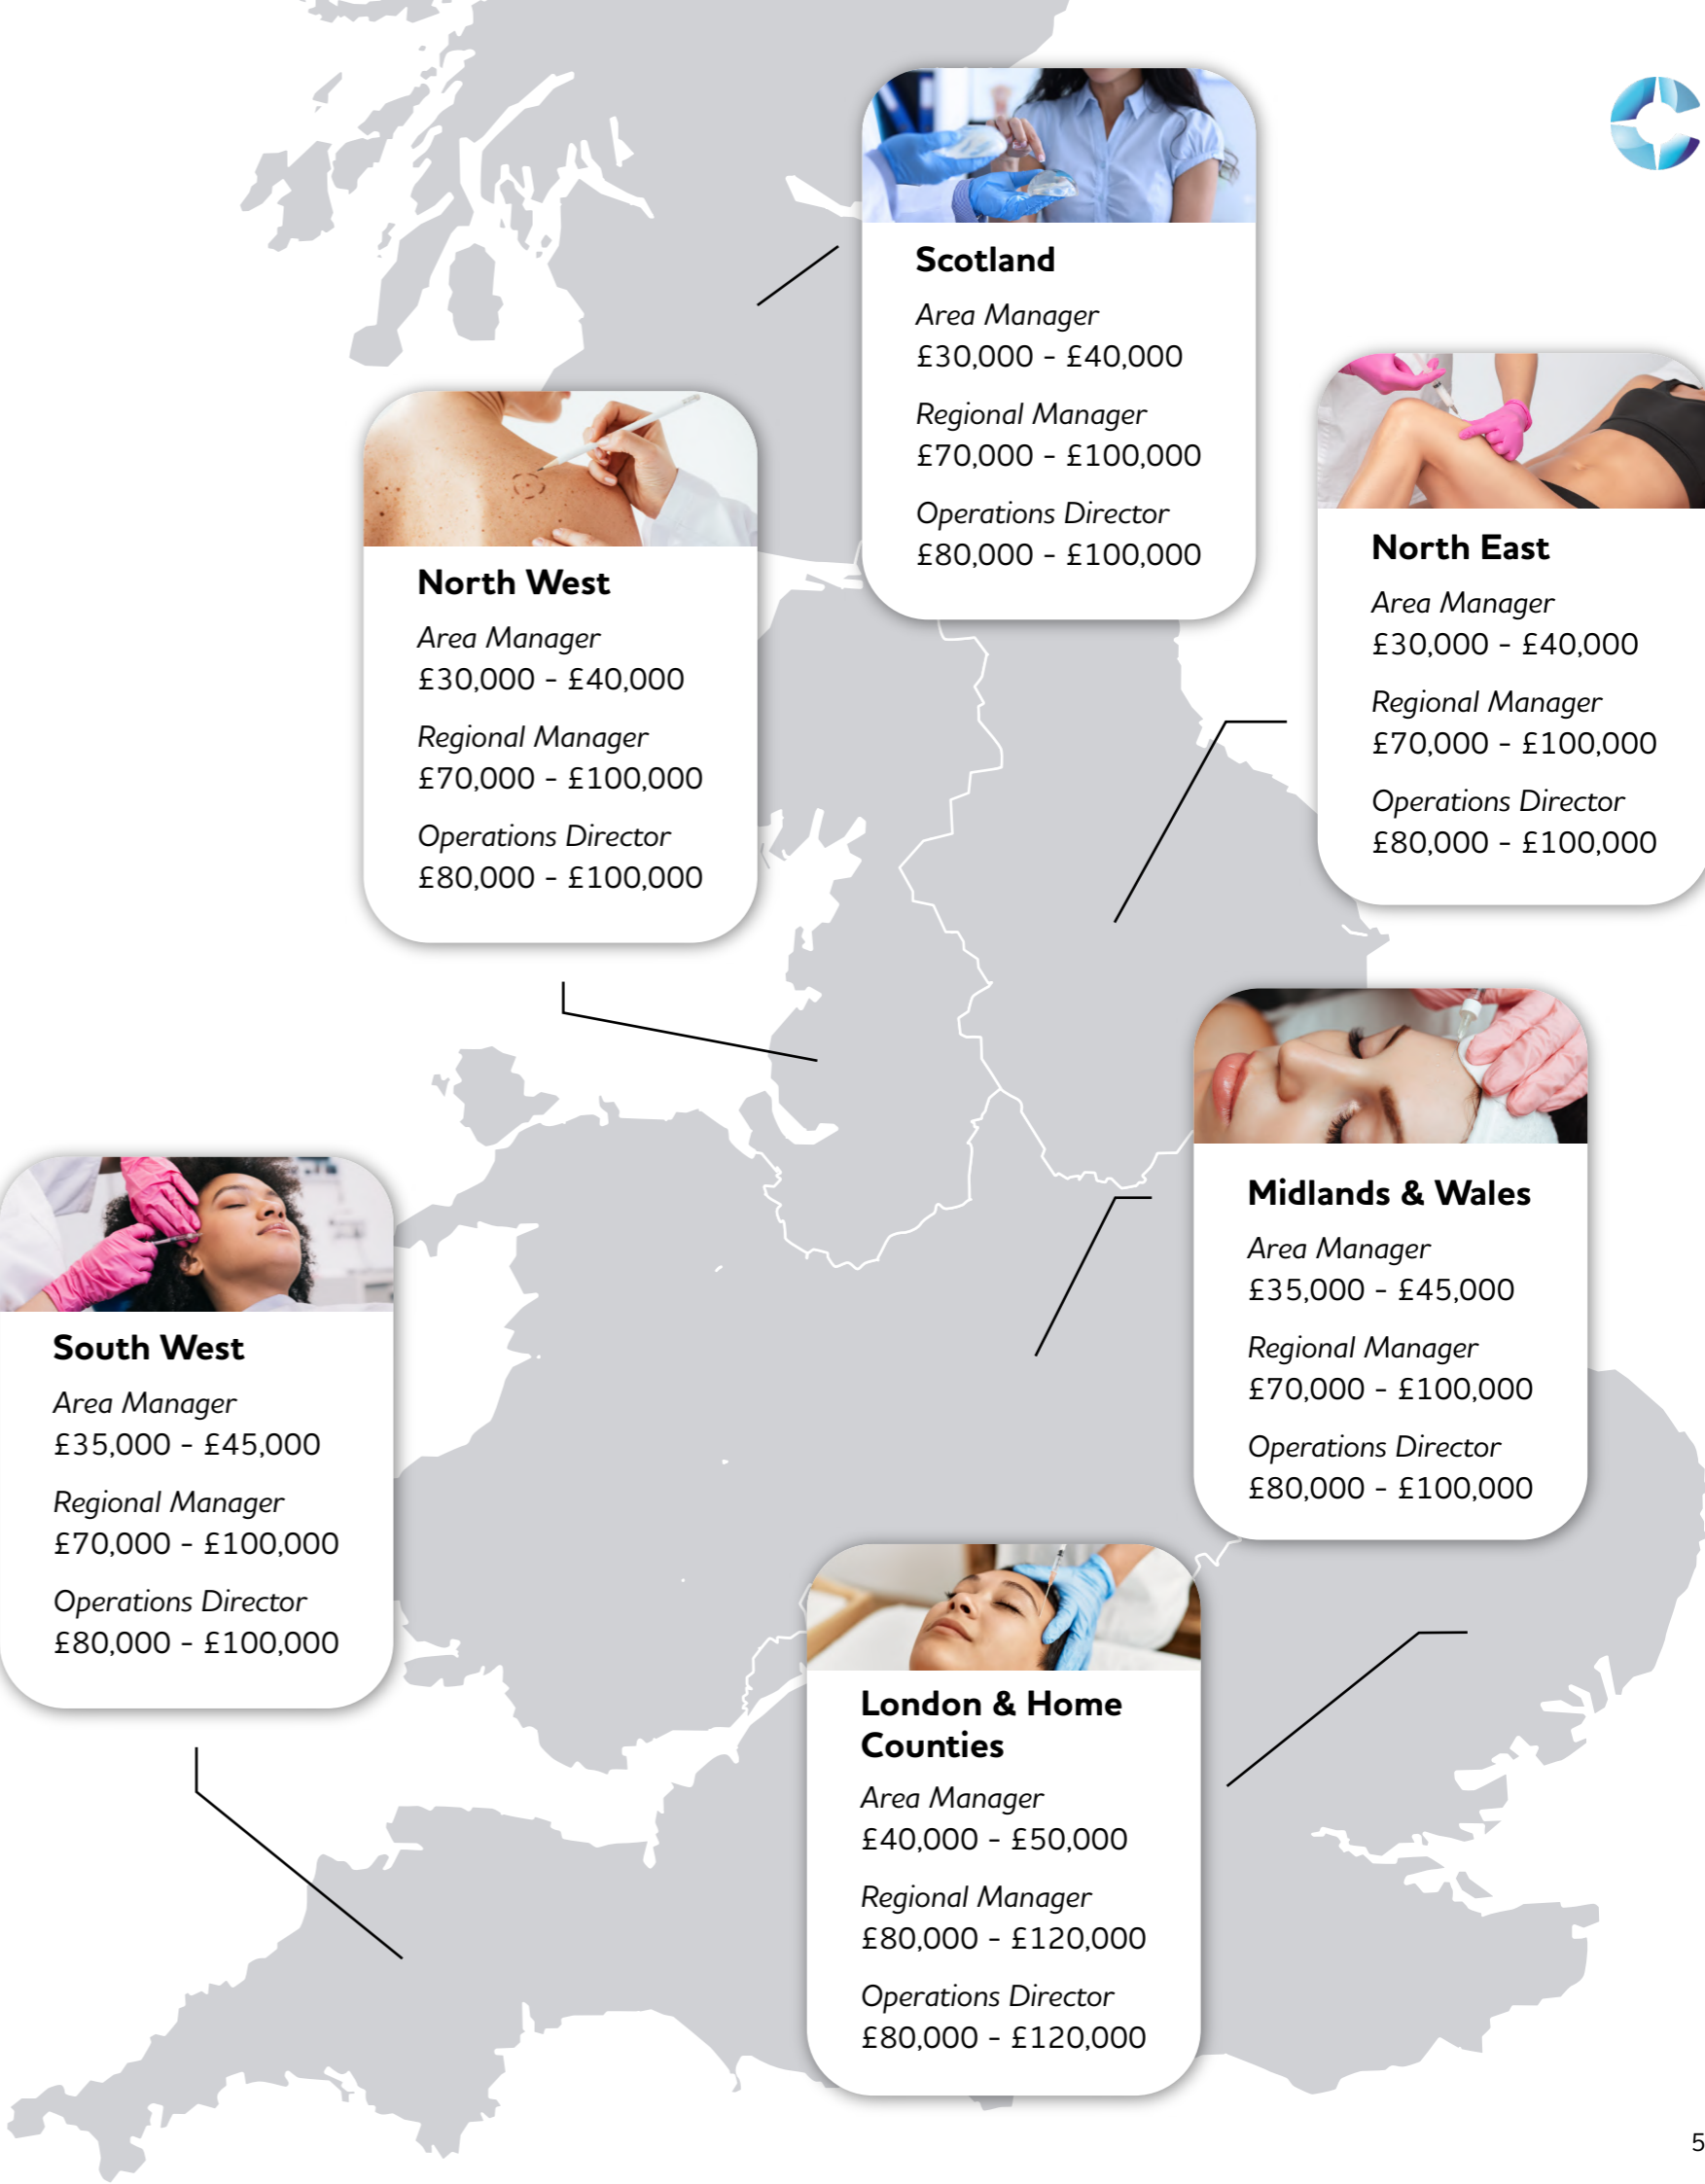 Scotland
Area Manager
£30,000 - £40,000
Regional Manager
£70,000 - £100,000
Operations Director
£80,000 - £100,000
North West
Area Manager
£30,000 - £40,000
Regional Manager
£70,000 - £100,000
Operations Director
£80,000 - £100,000
North East
Area Manager
£30,000 - £40,000
Regional Manager
£70,000 - £100,000
Operations Director
£80,000 - £100,000
Midlands & Wales
Area Manager
£35,000 - £45,000
Regional Manager
£70,000 - £100,000
Operations Director
£80,000 - £100,000
South West
Area Manager
£35,000 - £45,000
Regional Manager
£70,000 - £100,000
Operations Director
£80,000 - £100,000
London & Home
Counties
Area Manager
£40,000 - £50,000
Regional Manager
£80,000 - £120,000
Operations Director
£80,000 - £120,000
5